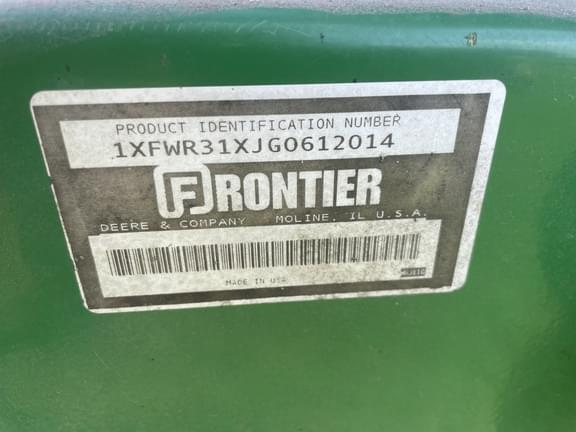 PRODUCT IDENTIFICATION NUMBER
1XFWR31XJG0612014
FRONTIER
DEERE & COMPANY MOLINE, IL U.S.A.
MADE IN USA